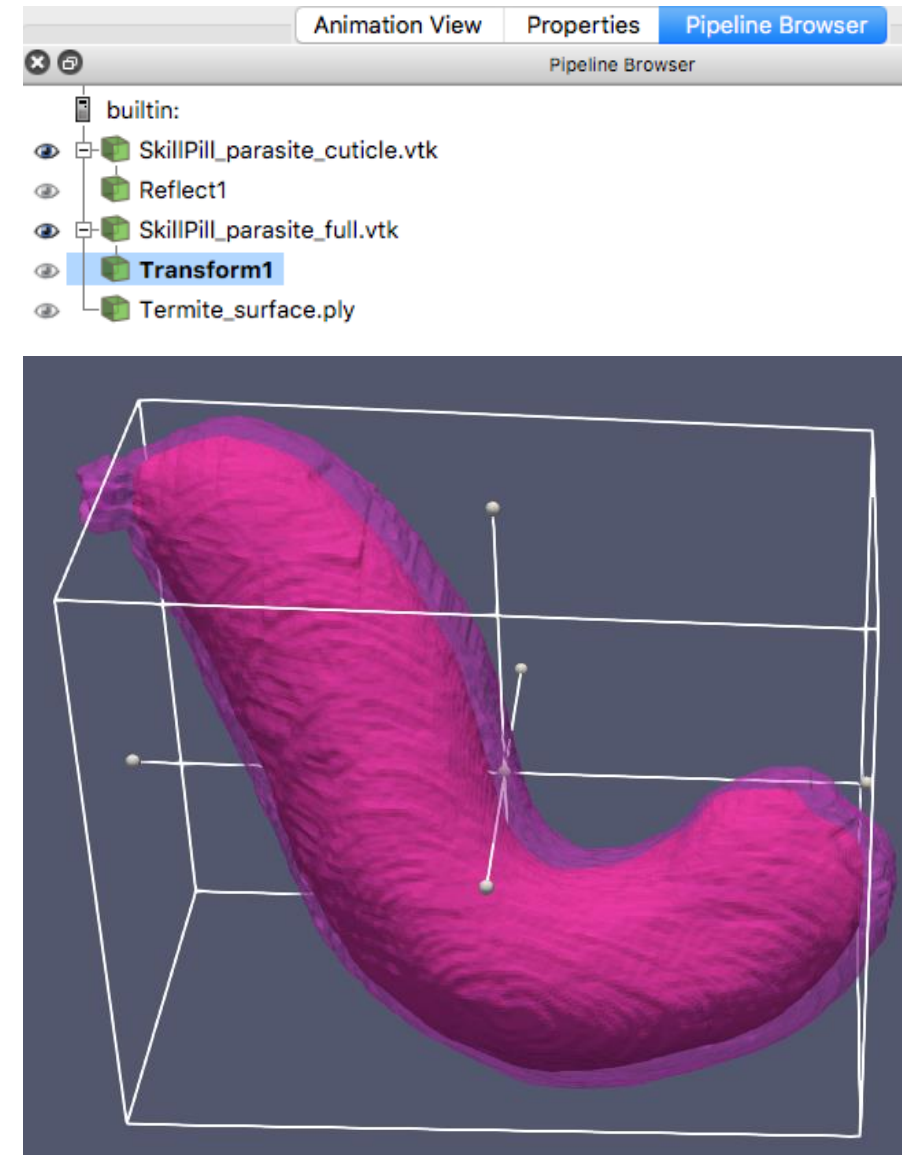 Animation View Properties Pipeline Browser
Pipeline Browser
builtin:
SkillPill_parasite_cuticle.vtk
Reflect1
SkillPill_parasite_full.vtk
Transform1
Termite_surface.ply